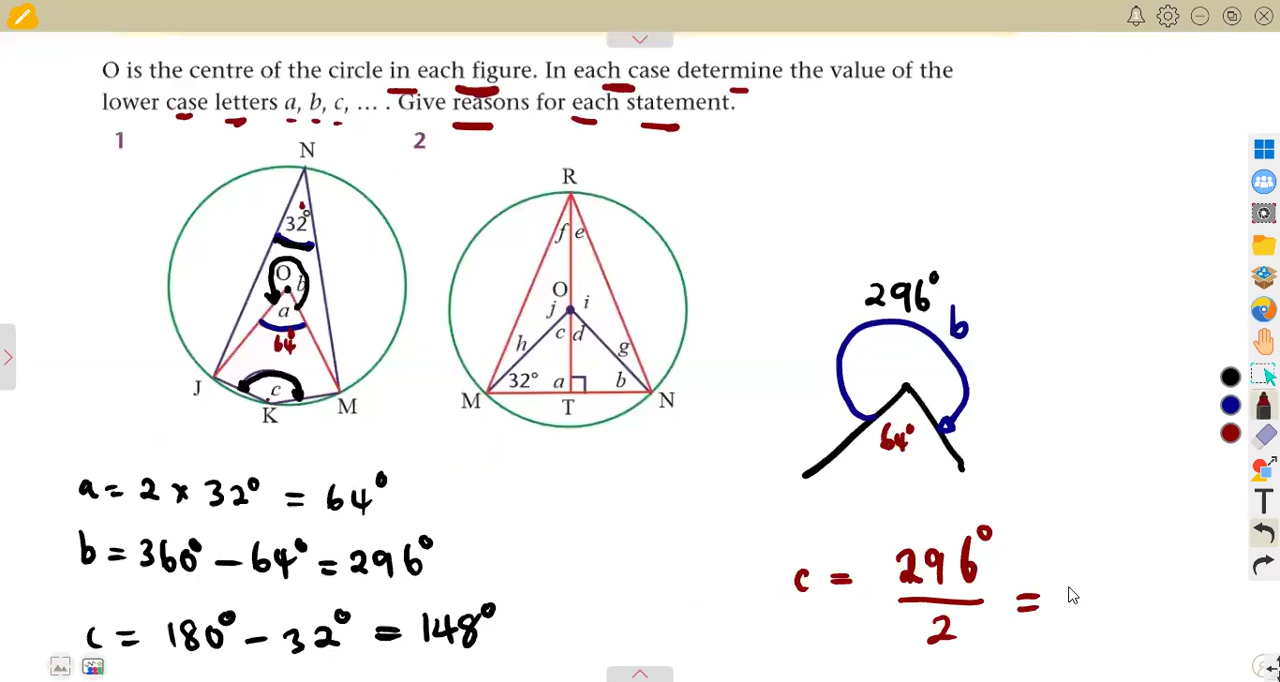 O is the centre of the circle in each figure. In each case determine the value of the
lower case letters a, b, c, ... . Give reasons for each statement.
1
2
N
32°
O
b
a
64°
J
c
K
M
R
f e
O
j
i
c d
h
g
32°
a
b
M
T
N
296°
b
64°
a = 2 × 32° = 64°
b = 360° − 64° = 296°
c = 180° − 32° = 148°
c = 296° / 2 =
T